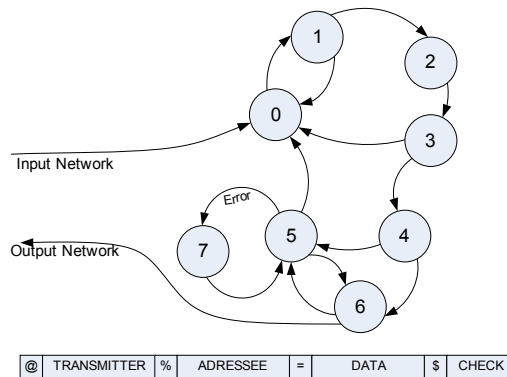 1
2
0
3
Input Network
Error
4
5
7
Output Network
6
@ TRANSMITTER % ADRESSEE = DATA $ CHECK